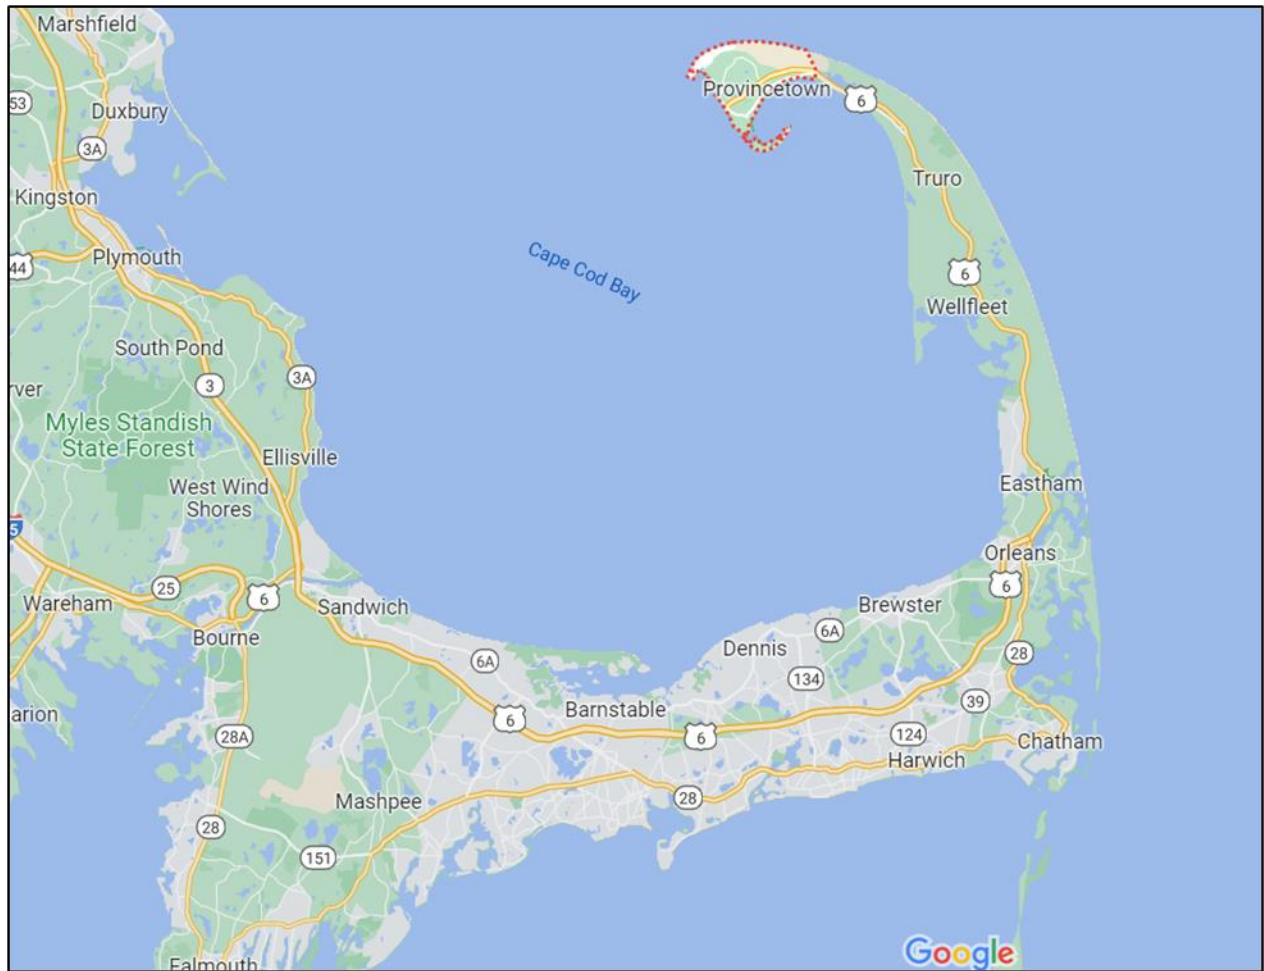 Marshfield
53
Duxbury
3A
Kingston
Provincetown
6
Truro
Plymouth
44
Cape Cod
Bay
6
Wellfleet
South Pond
3
3A
rver
Myles Standish
State Forest
Ellisville
West Wind
Shores
Eastham
5
Orleans
25
6
6
Wareham
Sandwich
Brewster
Bourne
6A
Dennis
28
6A
134
arion
Barnstable
39
6
28A
6
124
Chatham
Harwich
Mashpee
28
28
151
Google
Falmouth